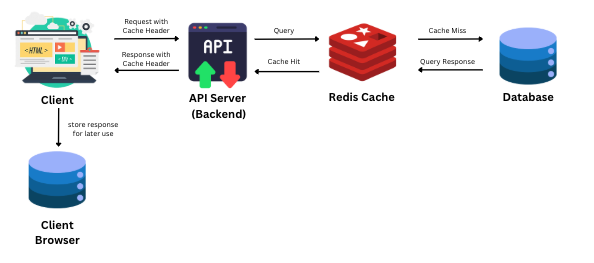 Request with
Cache Header
Query
Cache Miss
<HTML>
API
Response with
Cache Header
Cache Hit
Query Response
Client
API Server
(Backend)
Redis Cache
Database
store response
for later use
Client
Browser